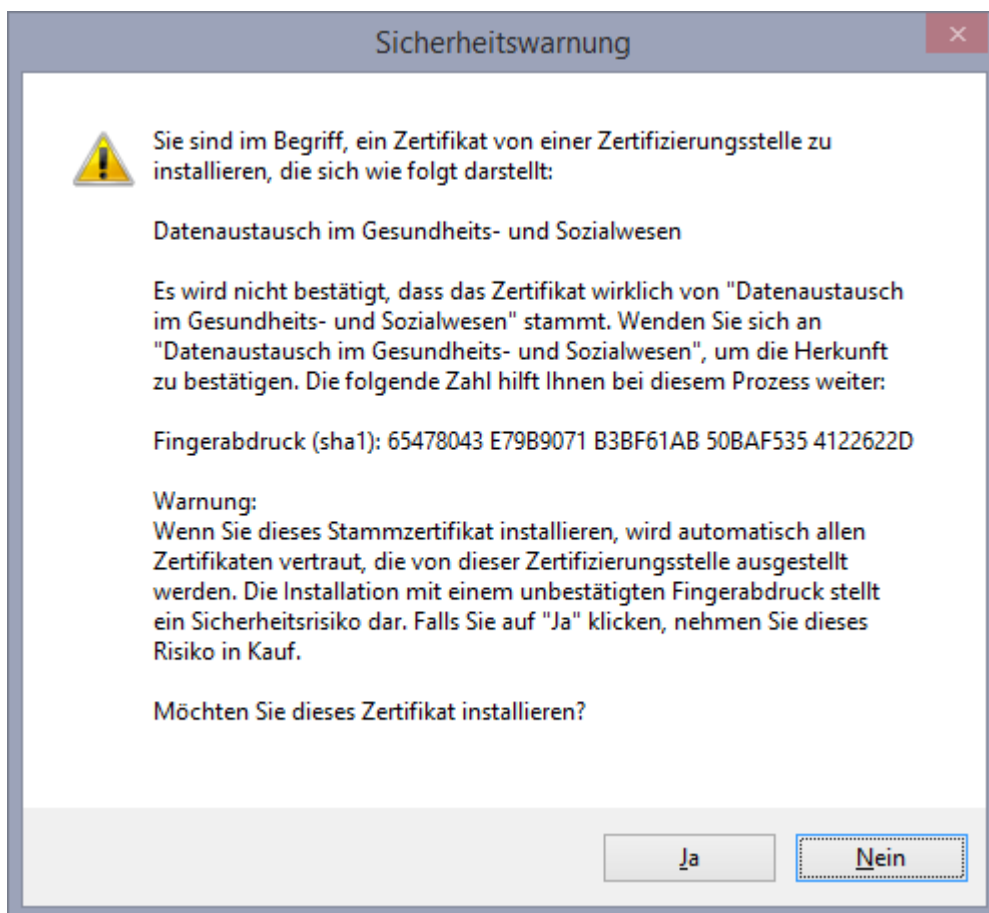 Sicherheitswarnung
Sie sind im Begriff, ein Zertifikat von einer Zertifizierungsstelle zu
installieren, die sich wie folgt darstellt:
Datenaustausch im Gesundheits- und Sozialwesen
Es wird nicht bestätigt, dass das Zertifikat wirklich von "Datenaustausch
im Gesundheits- und Sozialwesen" stammt. Wenden Sie sich an
"Datenaustausch im Gesundheits- und Sozialwesen", um die Herkunft
zu bestätigen. Die folgende Zahl hilft Ihnen bei diesem Prozess weiter:
Fingerabdruck (sha1): 65478043 E79B9071 B3BF61AB 50BAF535 4122622D
Warnung:
Wenn Sie dieses Stammzertifikat installieren, wird automatisch allen
Zertifikaten vertraut, die von dieser Zertifizierungsstelle ausgestellt
werden. Die Installation mit einem unbestätigten Fingerabdruck stellt
ein Sicherheitsrisiko dar. Falls Sie auf "Ja" klicken, nehmen Sie dieses
Risiko in Kauf.
Möchten Sie dieses Zertifikat installieren?
Ja
Nein